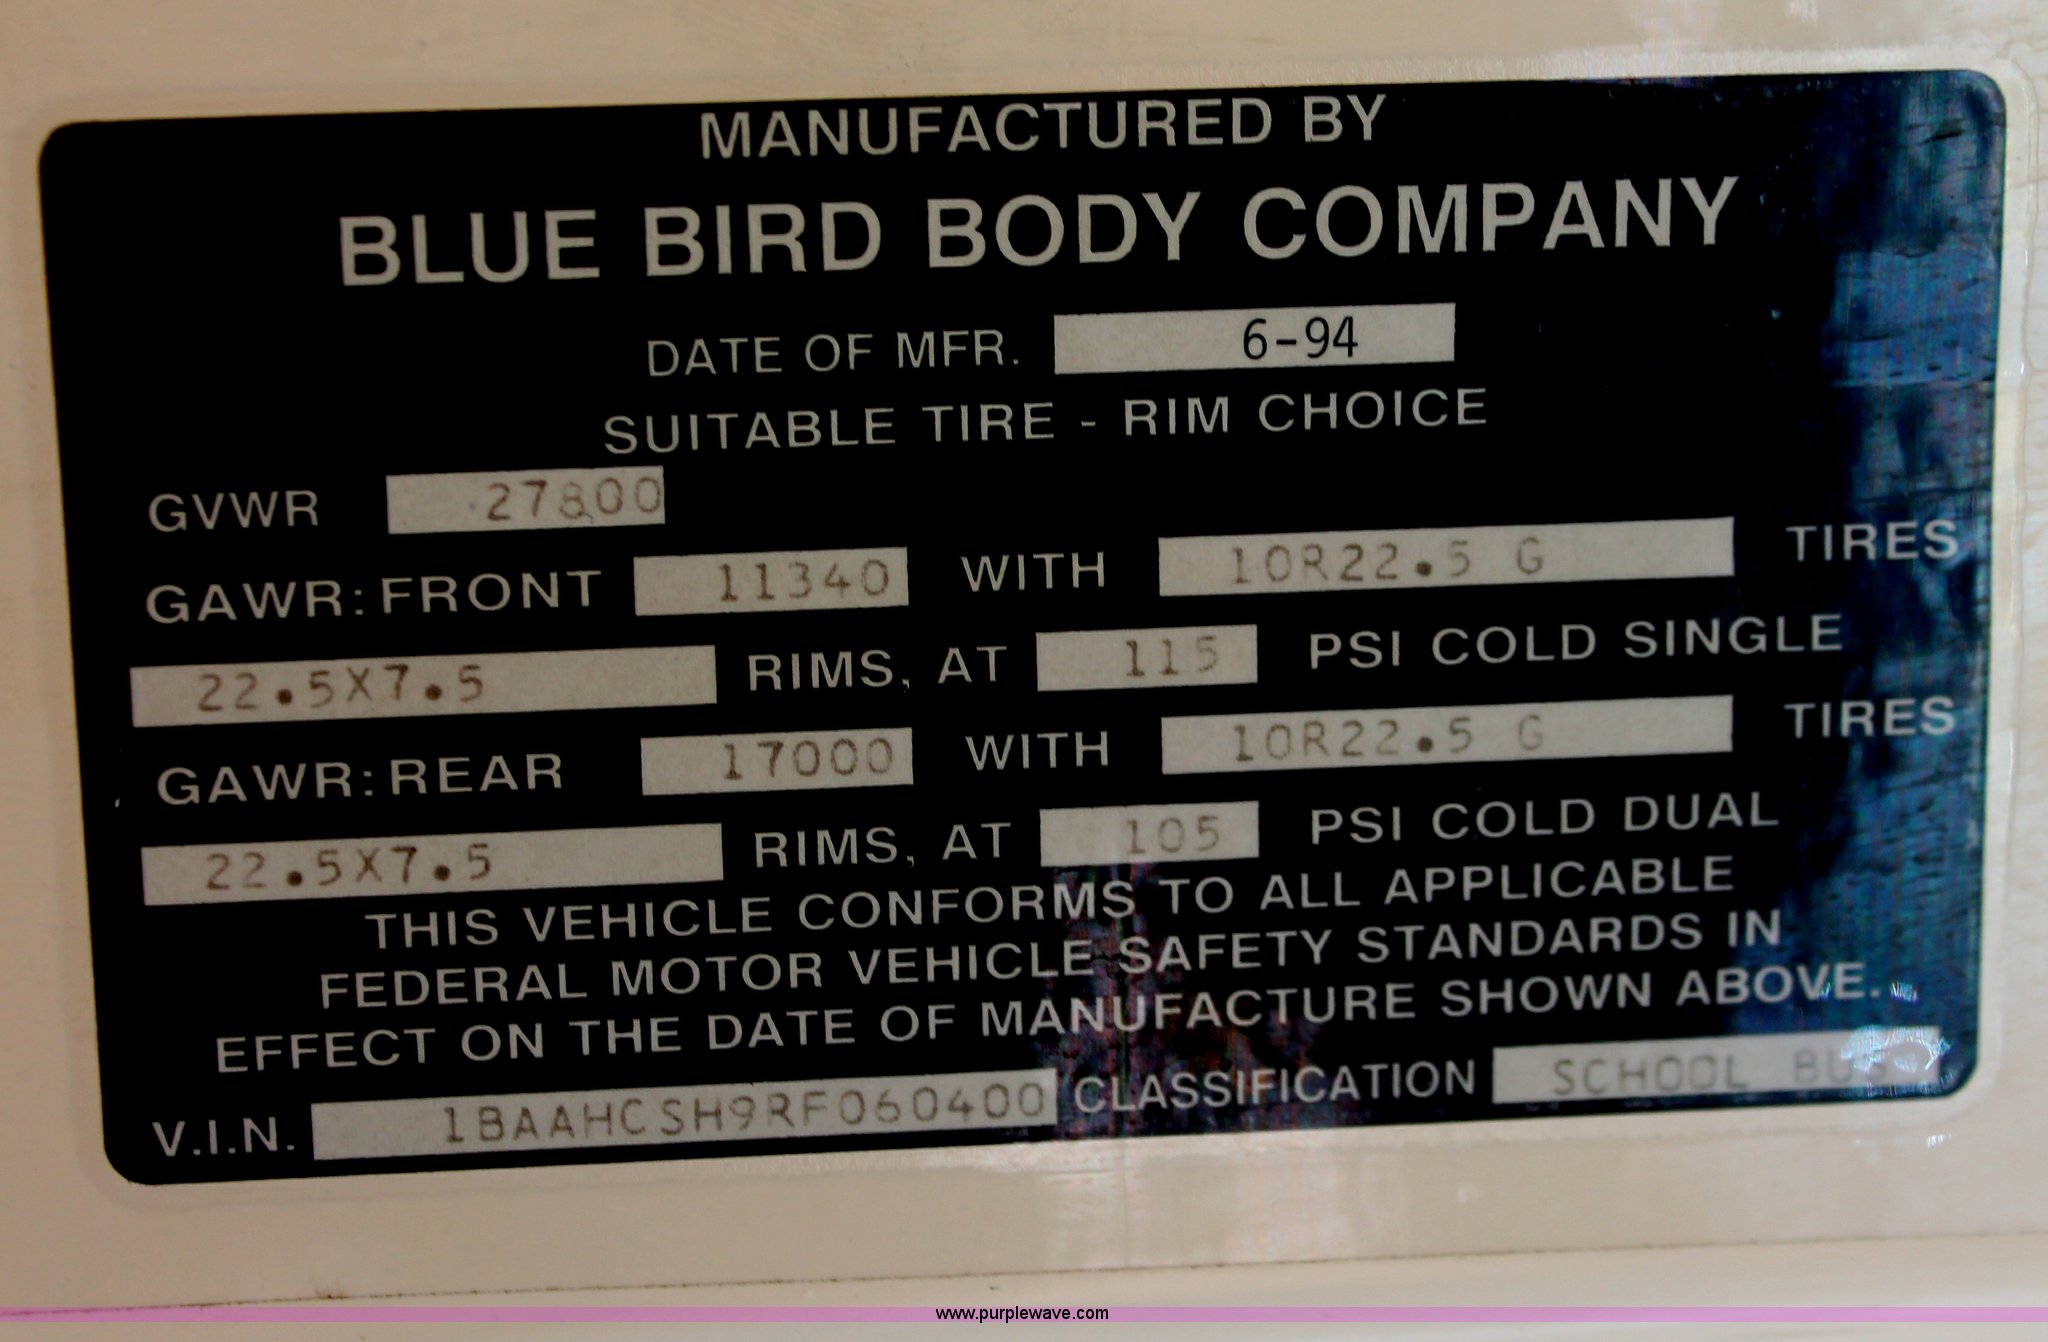 MANUFACTURED BY
BLUE BIRD BODY COMPANY
DATE OF MFR. 6-94
SUITABLE TIRE - RIM CHOICE
GVWR 27800
GAWR: FRONT 11340 WITH 10R22.5 G TIRES
22.5X7.5 RIMS, AT 115 PSI COLD SINGLE
GAWR: REAR 17000 WITH 10R22.5 G TIRES
22.5X7.5 RIMS, AT 105 PSI COLD DUAL
THIS VEHICLE CONFORMS TO ALL APPLICABLE
FEDERAL MOTOR VEHICLE SAFETY STANDARDS IN
EFFECT ON THE DATE OF MANUFACTURE SHOWN ABOVE.
V.I.N. 1BAAHCSH9RF060400 CLASSIFICATION SCHOOL BUS
www.purplewave.com